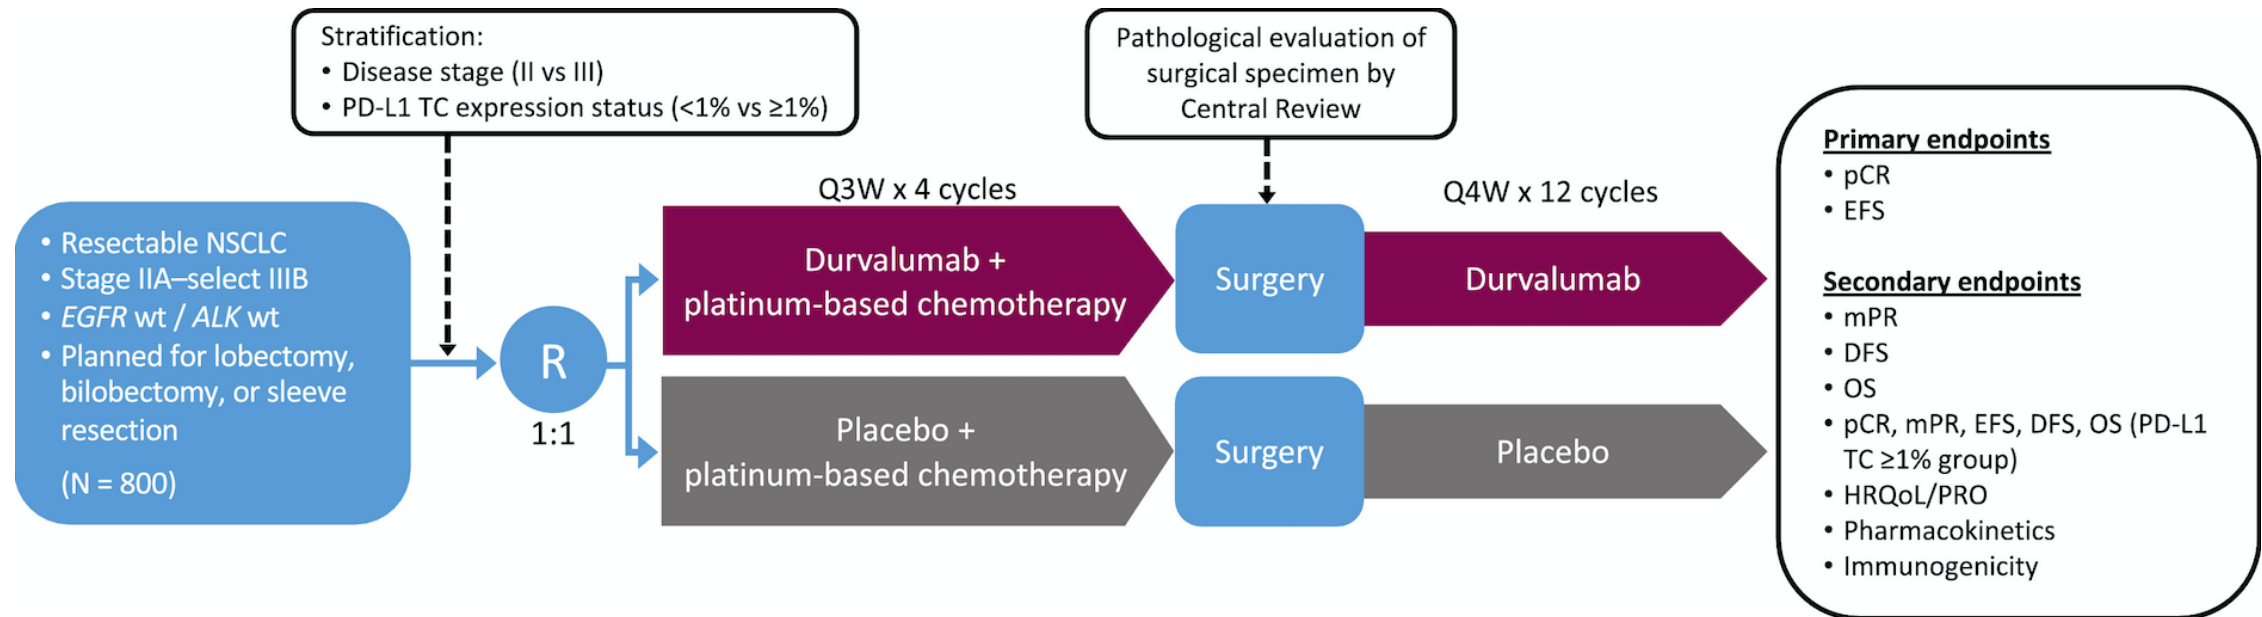 Stratification:
• Disease stage (II vs III)
• PD-L1 TC expression status (<1% vs ≥1%)
Pathological evaluation of
surgical specimen by
Central Review
• Resectable NSCLC
• Stage IIA–select IIIB
• EGFR wt / ALK wt
• Planned for lobectomy,
bilobectomy, or sleeve
resection
(N = 800)
R
1:1
Q3W x 4 cycles
Durvalumab +
platinum-based chemotherapy
Surgery
Q4W x 12 cycles
Durvalumab
Placebo +
platinum-based chemotherapy
Surgery
Placebo
Primary endpoints
• pCR
• EFS
Secondary endpoints
• mPR
• DFS
• OS
• pCR, mPR, EFS, DFS, OS (PD-L1
TC ≥1% group)
• HRQoL/PRO
• Pharmacokinetics
• Immunogenicity